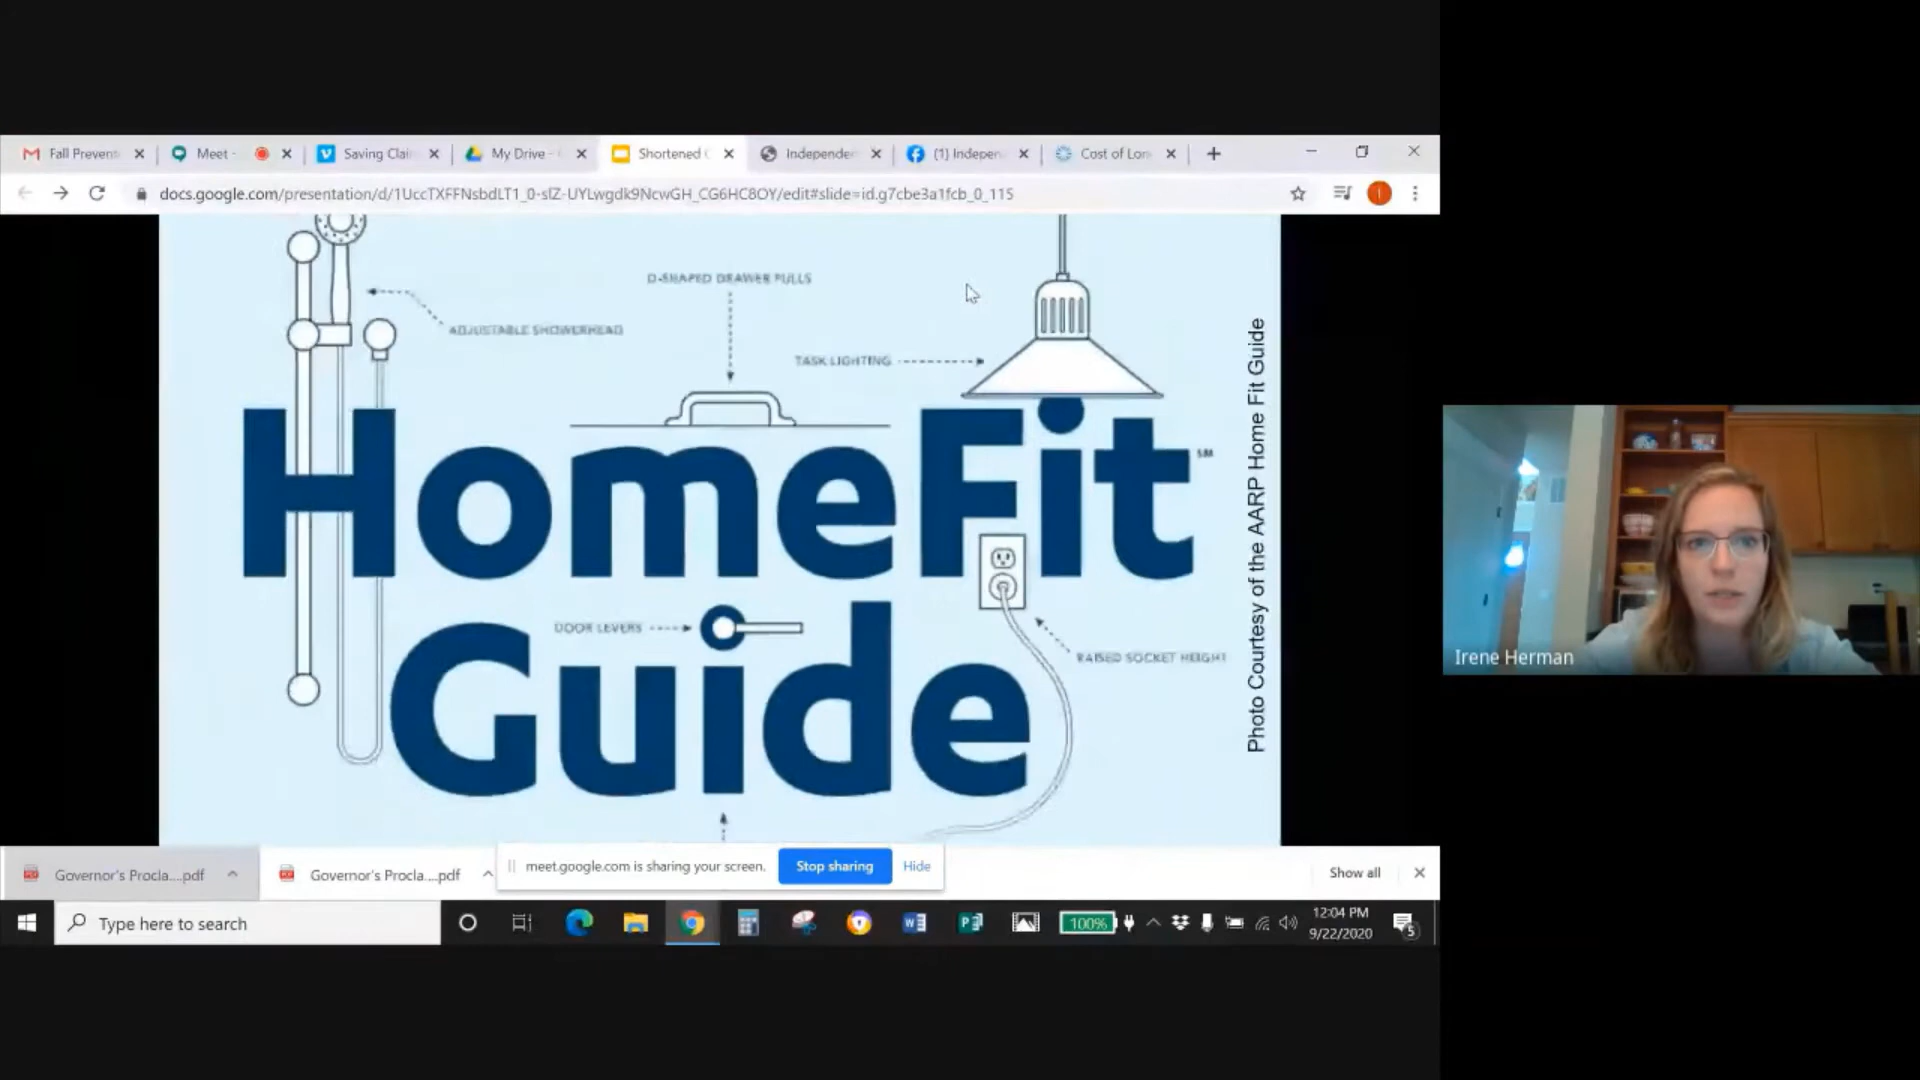 Fall Prevent
Meet -
Saving Clai
My Drive -
Shortened
Independe
(1) Indepen
Cost of Lon
docs.google.com/presentation/d/1UccTXFFNsbdLT1_0-slZ-UYLwgdk9NcwGH_CG6HC8OY/edit#slide=id.g7cbe3a1fcb_0_115
D-SHAPED DRAWER PULLS
ADJUSTABLE SHOWERHEAD
TASK LIGHTING
HomeFit
SM
Guide
DOOR LEVERS
RAISED SOCKET HEIGHT
Photo Courtesy of the AARP Home Fit Guide
Irene Herman
Governor's Procla....pdf
Governor's Procla....pdf
meet.google.com is sharing your screen.
Stop sharing
Hide
Show all
Type here to search
100%
12:04 PM
9/22/2020
5